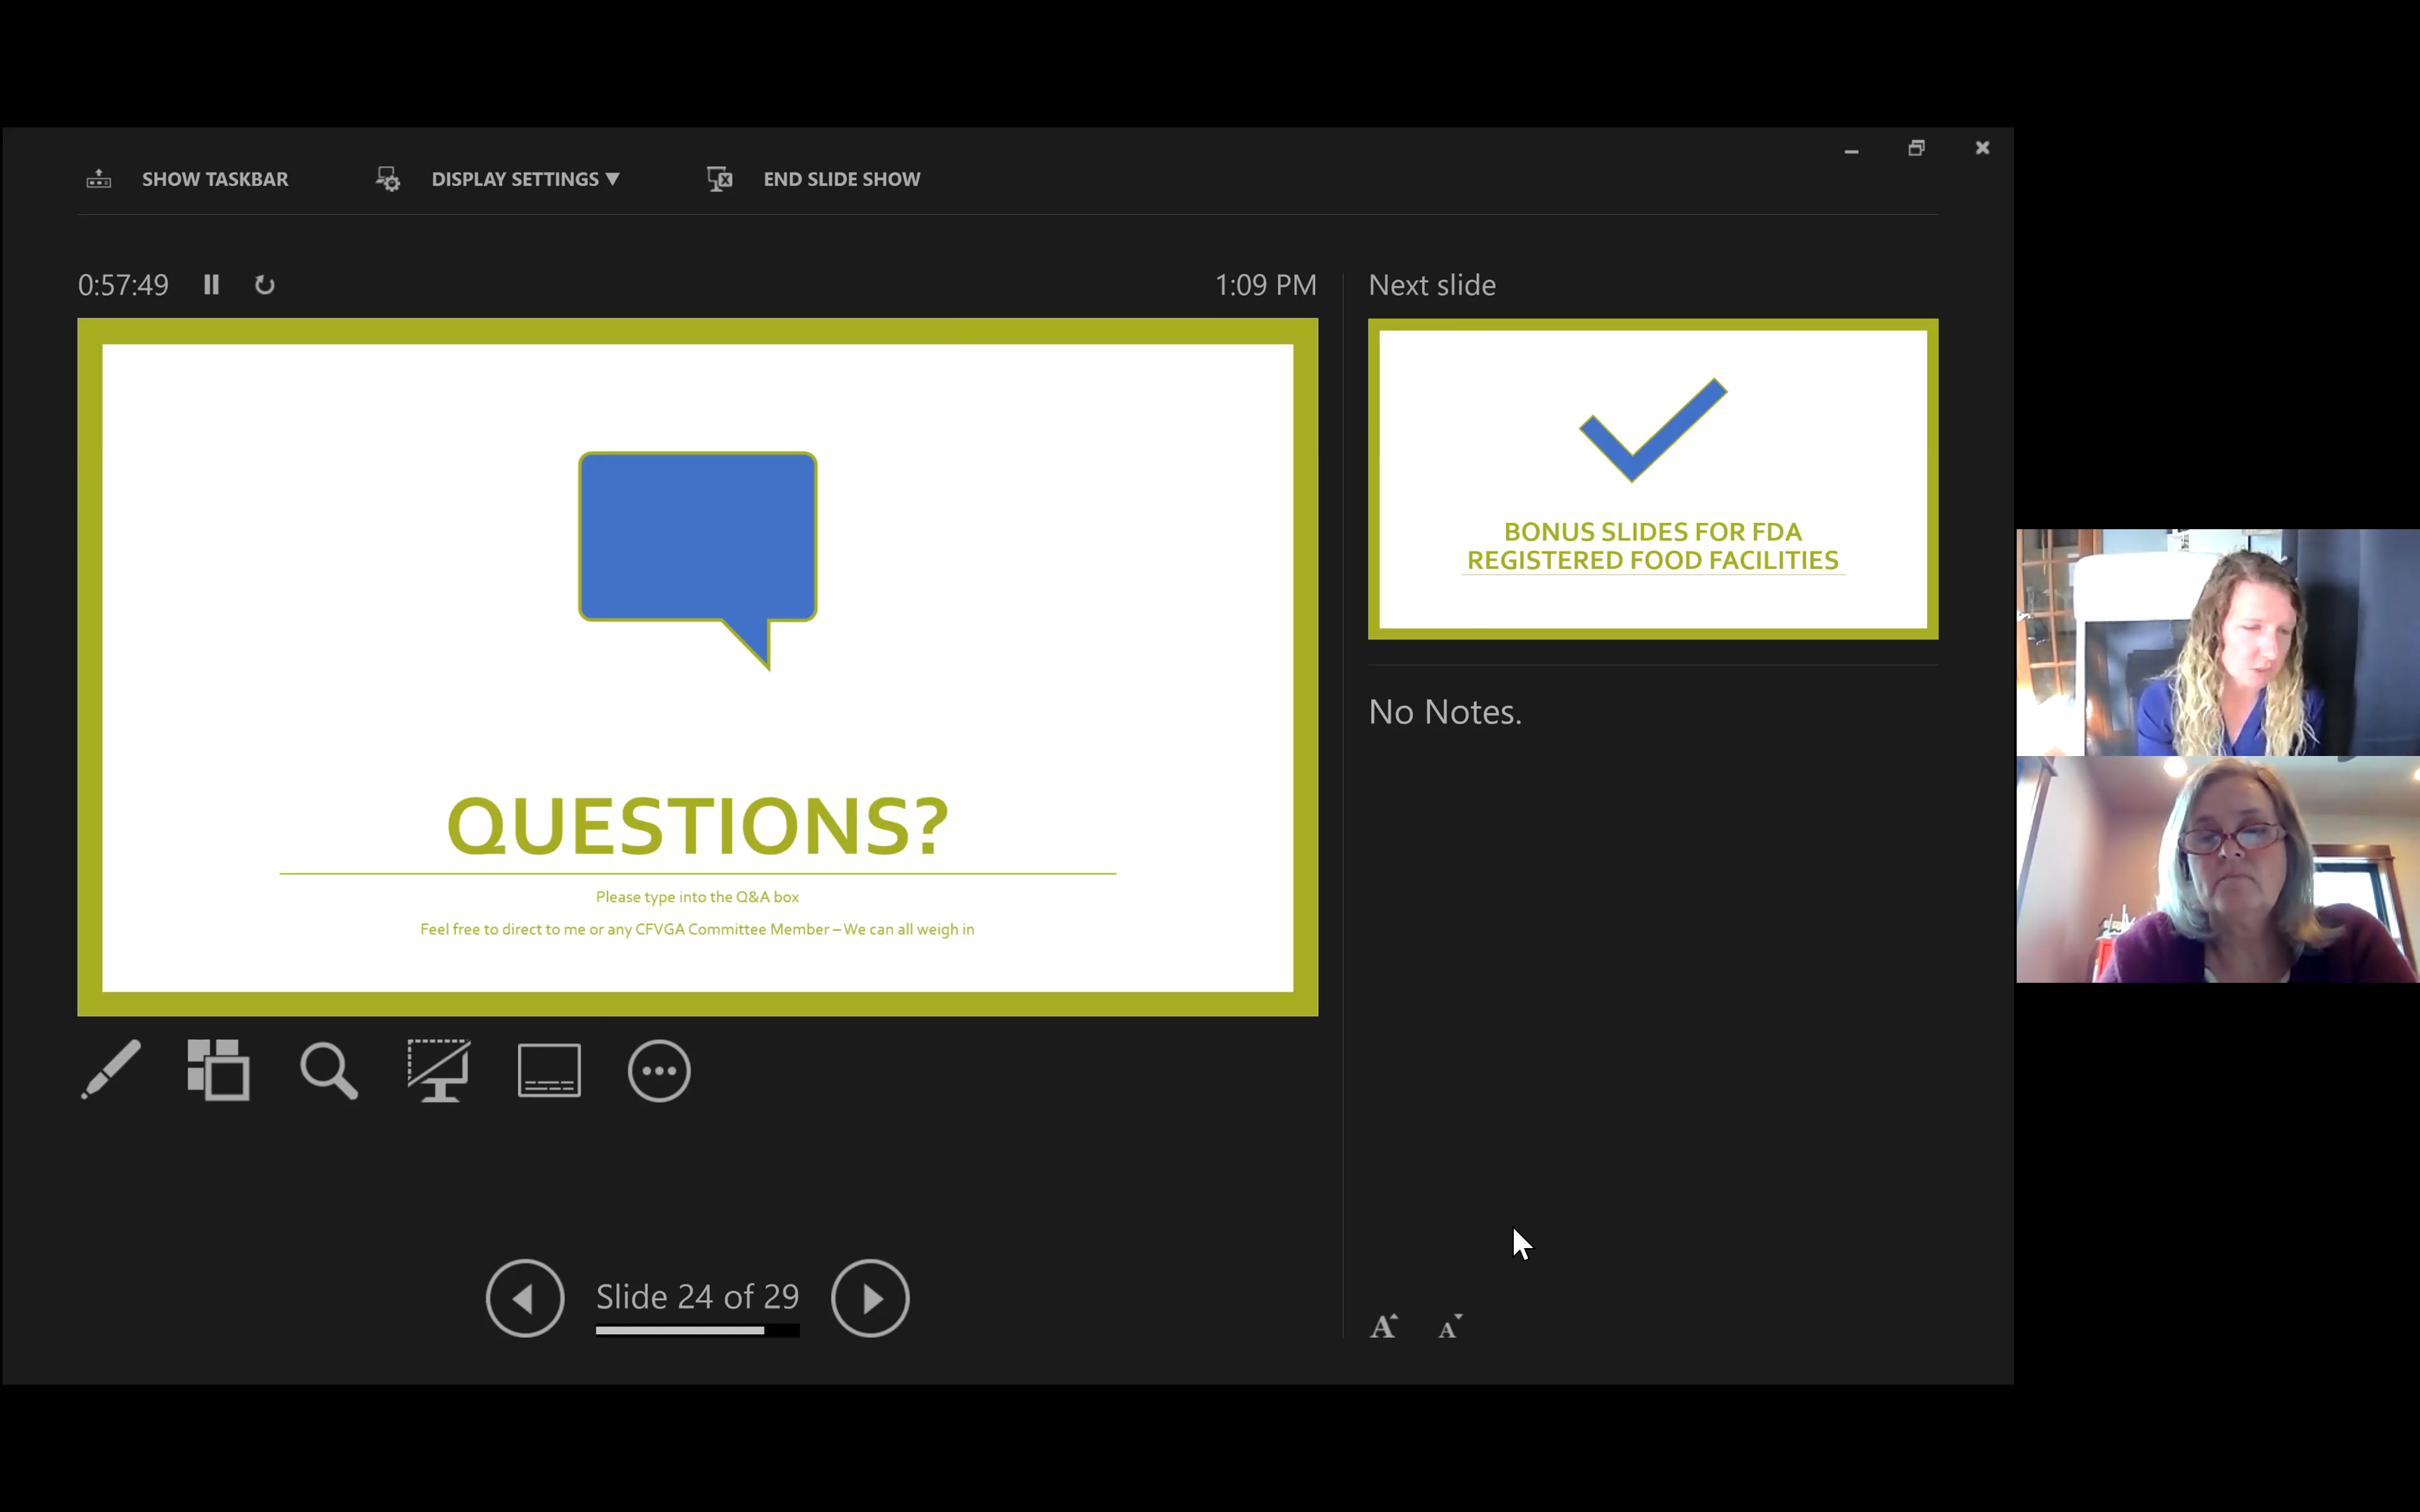 SHOW TASKBAR
DISPLAY SETTINGS ▼
END SLIDE SHOW
0:57:49
1:09 PM
QUESTIONS?
Please type into the Q&A box
Feel free to direct to me or any CFVGA Committee Member – We can all weigh in
Slide 24 of 29
Next slide
BONUS SLIDES FOR FDA
REGISTERED FOOD FACILITIES
No Notes.
A A